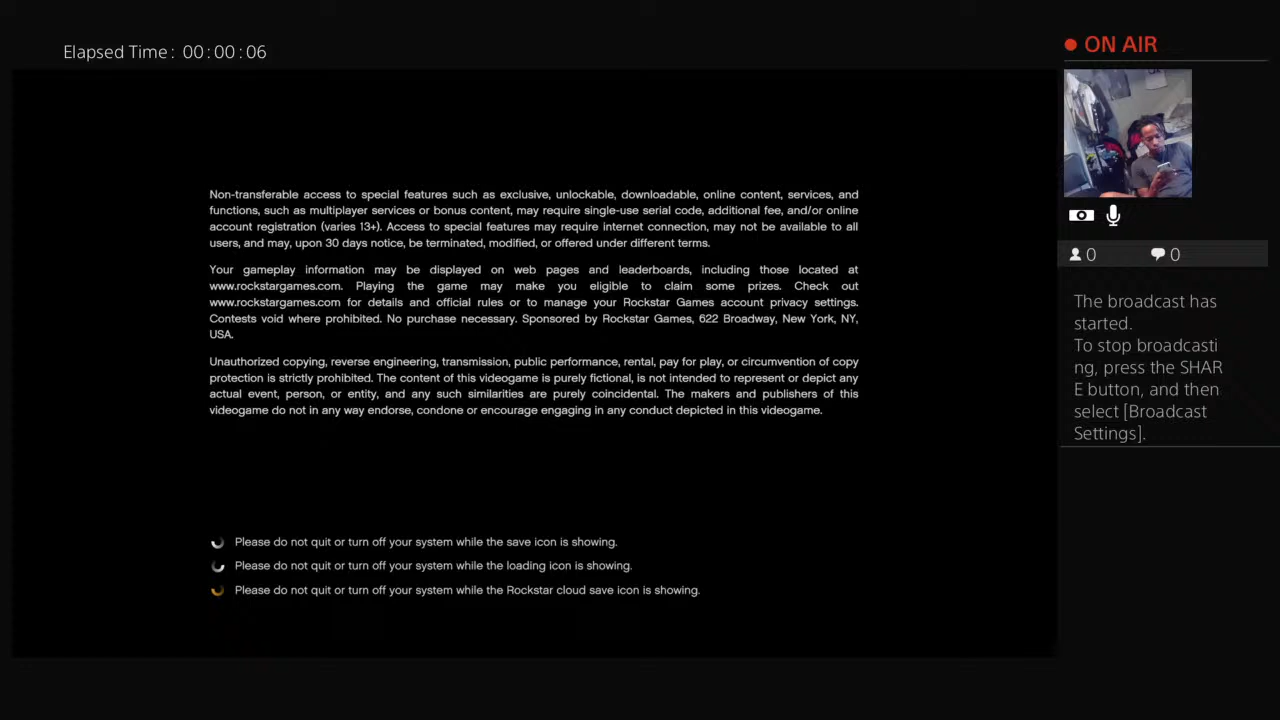 Elapsed Time: 00:00:06
ON AIR
Non-transferable access to special features such as exclusive, unlockable, downloadable, online content, services, and
functions, such as multiplayer services or bonus content, may require single-use serial code, additional fee, and/or online
account registration (varies 13+). Access to special features may require internet connection, may not be available to all
users, and may, upon 30 days notice, be terminated, modified, or offered under different terms.
Your gameplay information may be displayed on web pages and leaderboards, including those located at
www.rockstargames.com. Playing the game may make you eligible to claim some prizes. Check out
www.rockstargames.com for details and official rules or to manage your Rockstar Games account privacy settings.
Contests void where prohibited. No purchase necessary. Sponsored by Rockstar Games, 622 Broadway, New York, NY,
USA.
Unauthorized copying, reverse engineering, transmission, public performance, rental, pay for play, or circumvention of copy
protection is strictly prohibited. The content of this videogame is purely fictional, is not intended to represent or depict any
actual event, person, or entity, and any such similarities are purely coincidental. The makers and publishers of this
videogame do not in any way endorse, condone or encourage engaging in any conduct depicted in this videogame.
Please do not quit or turn off your system while the save icon is showing.
Please do not quit or turn off your system while the loading icon is showing.
Please do not quit or turn off your system while the Rockstar cloud save icon is showing.
0 0
The broadcast has
started.
To stop broadcasti
ng, press the SHAR
E button, and then
select [Broadcast
Settings].